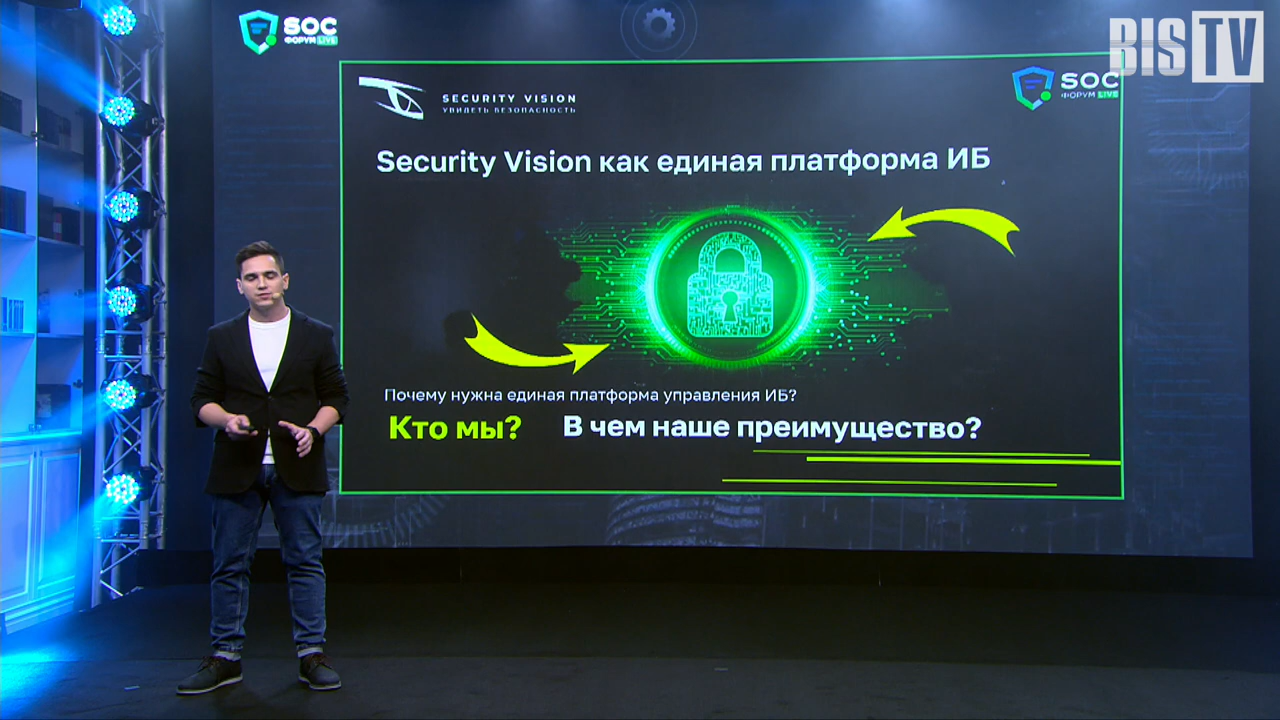 SOC
ФОРУМ LIVE
BIS TV
SECURITY VISION
УВИДЕТЬ БЕЗОПАСНОСТЬ
SOC
ФОРУМ LIVE
Security Vision как единая платформа ИБ
Почему нужна единая платформа управления ИБ?
Кто мы? В чем наше преимущество?